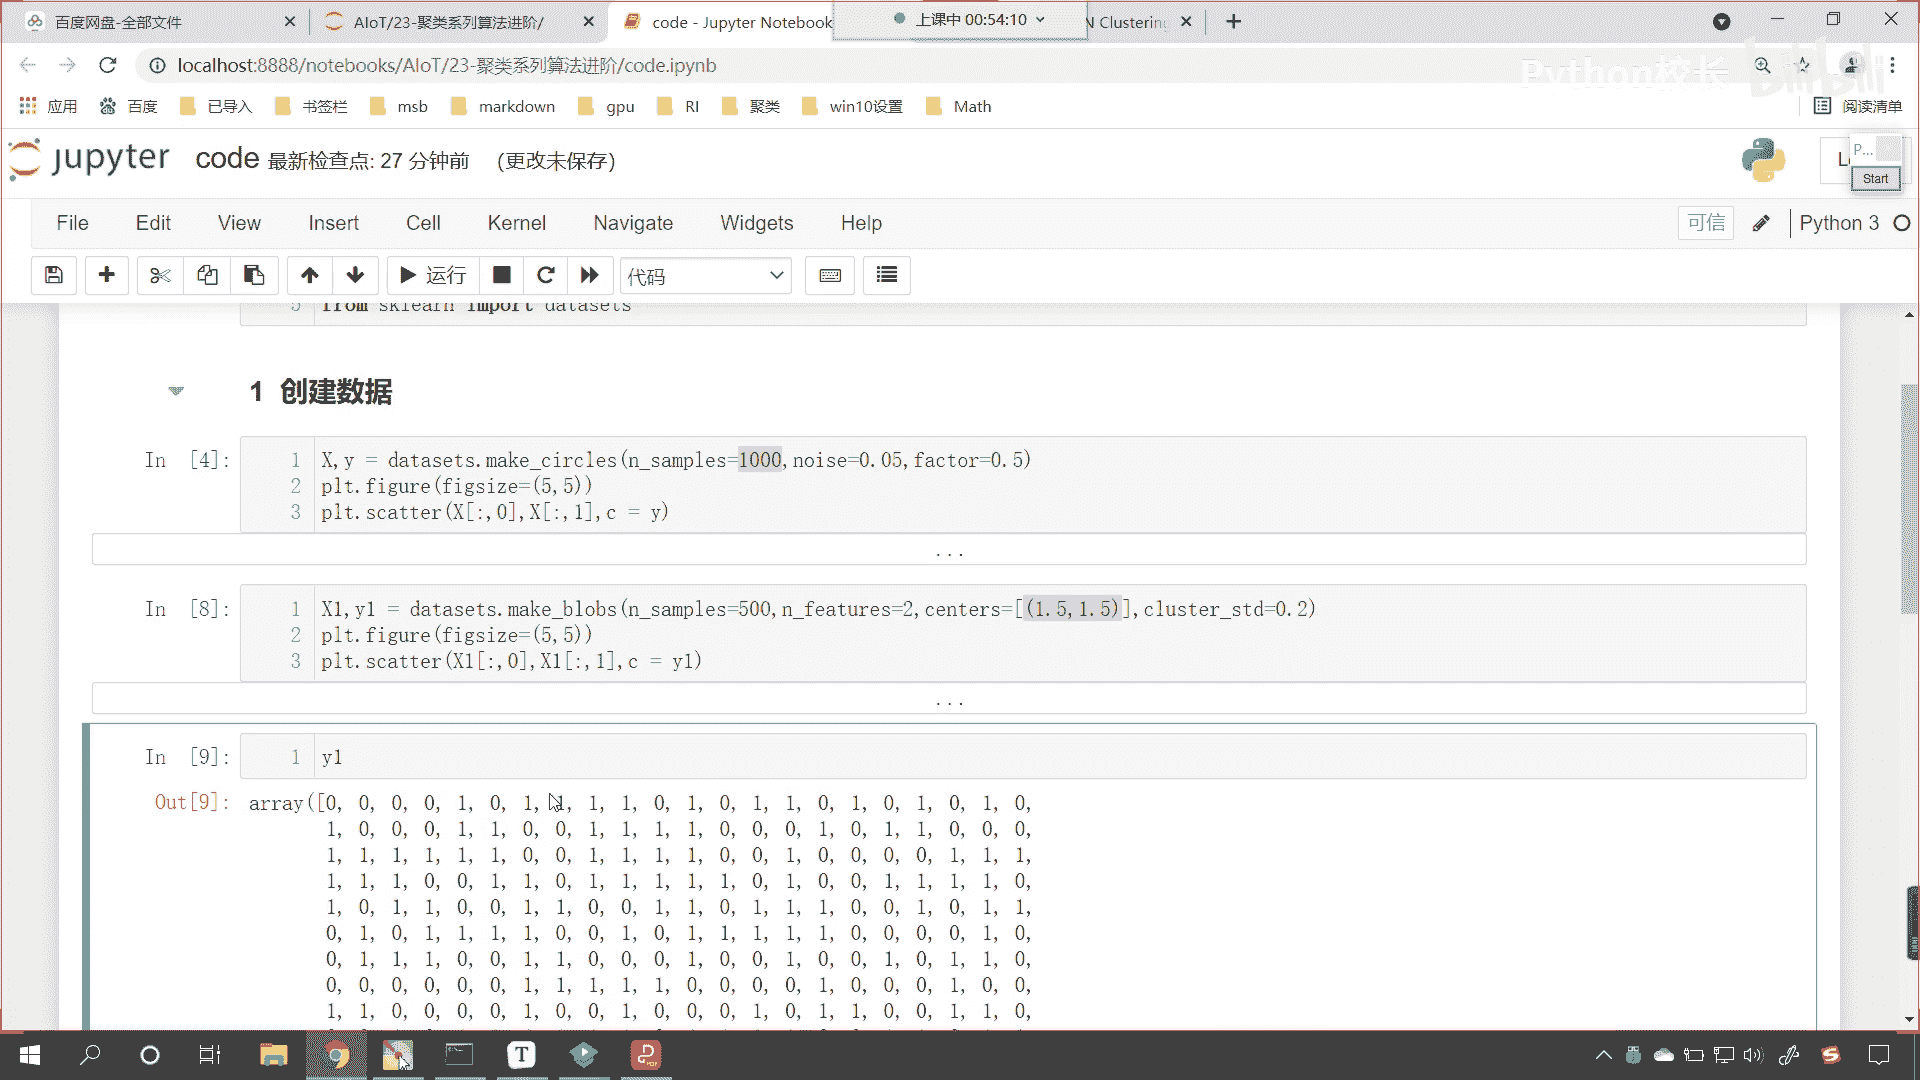 百度网盘-全部文件
AIoT/23-聚类系列算法进阶/
code - Jupyter Notebook
上课中 00:54:10
N Clustering
localhost:8888/notebooks/AIoT/23-聚类系列算法进阶/code.ipynb
Python校长
bilibili
应用 百度 已导入 书签栏 msb markdown gpu RI 聚类 win10设置 Math 阅读清单
jupyter code 最新检查点: 27 分钟前 (更改未保存)
P...
Start
File Edit View Insert Cell Kernel Navigate Widgets Help 可信 Python 3
运行 代码
5 from sklearn import datasets
1 创建数据
In [4]:
1 X,y = datasets.make_circles(n_samples=1000,noise=0.05,factor=0.5)
2 plt.figure(figsize=(5,5))
3 plt.scatter(X[:,0],X[:,1],c = y)
...
In [8]:
1 X1,y1 = datasets.make_blobs(n_samples=500,n_features=2,centers=[(1.5,1.5)],cluster_std=0.2)
2 plt.figure(figsize=(5,5))
3 plt.scatter(X1[:,0],X1[:,1],c = y1)
...
In [9]: 1 y1
Out[9]: array([0, 0, 0, 0, 1, 0, 1, 1, 1, 1, 0, 1, 0, 1, 1, 0, 1, 0, 1, 0, 1, 0,
1, 0, 0, 0, 1, 1, 0, 0, 1, 1, 1, 1, 0, 0, 0, 1, 0, 1, 1, 0, 0, 0,
1, 1, 1, 1, 1, 1, 0, 0, 1, 1, 1, 1, 0, 0, 1, 0, 0, 0, 0, 1, 1, 1,
1, 1, 1, 0, 0, 1, 1, 0, 1, 1, 1, 1, 1, 0, 1, 0, 0, 1, 1, 1, 1, 0,
1, 0, 1, 1, 0, 0, 1, 1, 0, 0, 1, 1, 0, 1, 1, 1, 0, 0, 1, 0, 1, 1,
0, 1, 0, 1, 1, 1, 1, 0, 0, 1, 0, 1, 1, 1, 1, 1, 0, 0, 0, 0, 1, 0,
0, 1, 1, 1, 0, 0, 1, 1, 0, 0, 0, 1, 0, 0, 1, 0, 0, 1, 0, 1, 1, 0,
0, 0, 0, 0, 0, 0, 1, 1, 1, 1, 1, 0, 0, 0, 0, 1, 0, 0, 0, 1, 0, 0,
1, 1, 0, 0, 0, 0, 1, 0, 0, 1, 0, 0, 0, 1, 0, 1, 1, 0, 0, 1, 1, 0,